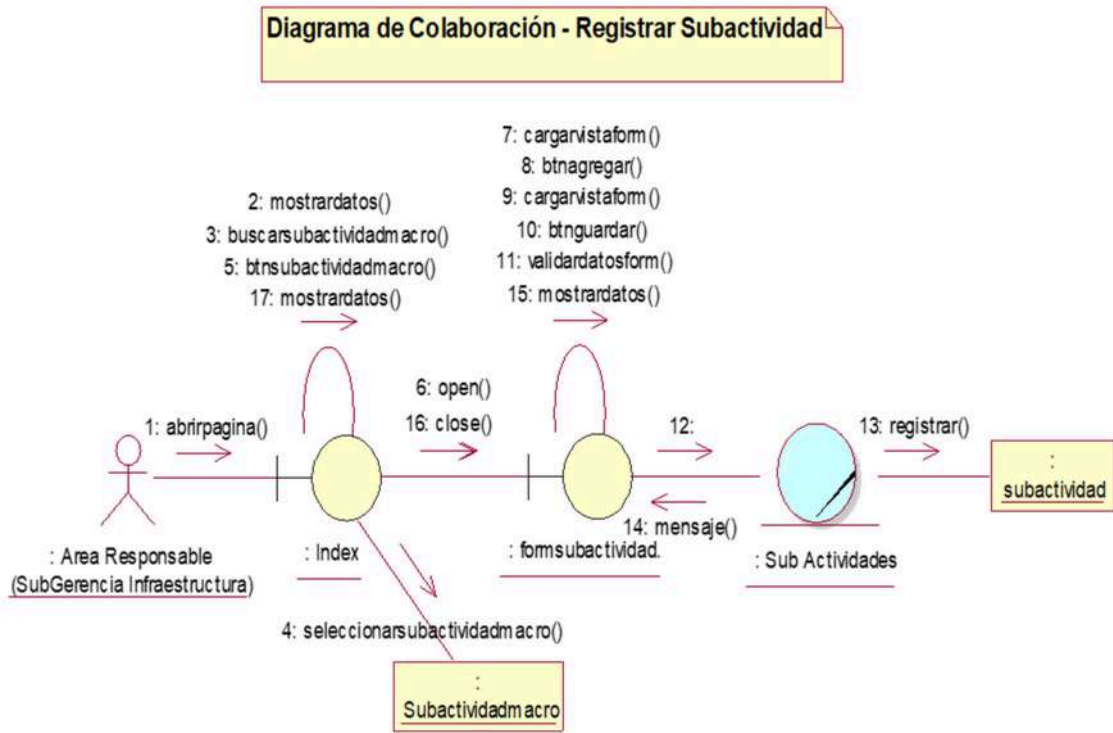 Diagrama de Colaboración - Registrar Subactividad
7: cargarvistaform()
8: btnagregar()
9: cargarvistaform()
10: btnguardar()
11: validardatosform()
15: mostrardatos()
2: mostrardatos()
3: buscarsubactividadmacro()
5: btnsubactividadmacro()
17: mostrardatos()
6: open()
16: close()
1: abrirpagina()
12:
13: registrar()
14: mensaje()
:
subactividad
: Area Responsable
(SubGerencia Infraestructura)
: Index
: formsubactividad.
: Sub Actividades
4: seleccionarsubactividadmacro()
:
Subactividadmacro